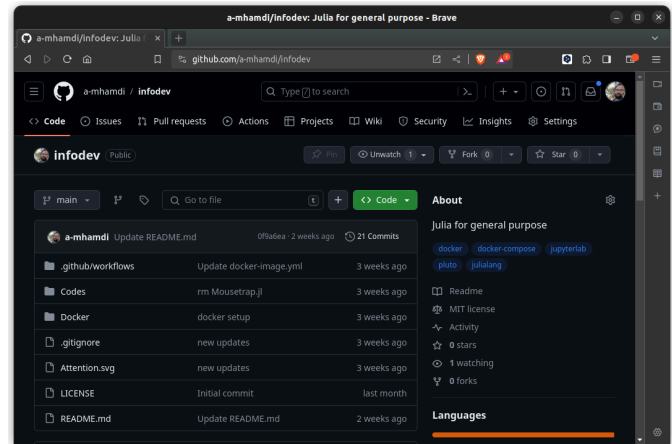 a-mhamdi/infodev: Julia for general purpose - Brave
a-mhamdi/infodev: Julia f
github.com/a-mhamdi/infodev
a-mhamdi / infodev
Type / to search
Code Issues Pull requests Actions Projects Wiki Security Insights Settings
infodev Public
Pin Unwatch 1 Fork 0 Star 0
main Go to file t Code
About
Julia for general purpose
a-mhamdi Update README.md 0f9a6ea · 2 weeks ago 21 Commits
docker docker-compose jupyterlab
pluto julialang
.github/workflows Update docker-image.yml 3 weeks ago
Codes rm Mousetrap.jl 3 weeks ago
Docker docker setup 3 weeks ago
.gitignore new updates 3 weeks ago
Attention.svg new updates 3 weeks ago
LICENSE Initial commit last month
README.md Update README.md 2 weeks ago
Readme
MIT license
Activity
0 stars
1 watching
0 forks
Languages